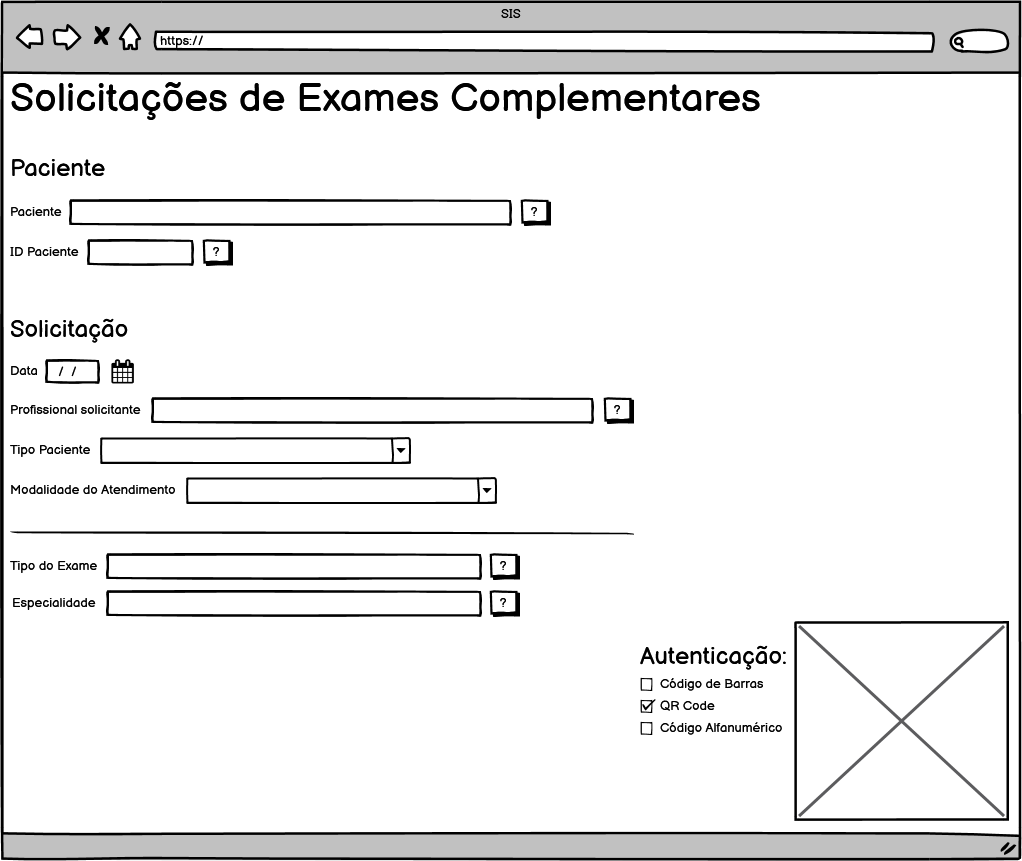 SIS
https://
Solicitações de Exames Complementares
Paciente
Paciente ?
ID Paciente ?
Solicitação
Data / /
Profissional solicitante ?
Tipo Paciente
Modalidade do Atendimento
Tipo do Exame ?
Especialidade ?
Autenticação:
Código de Barras
QR Code
Código Alfanumérico